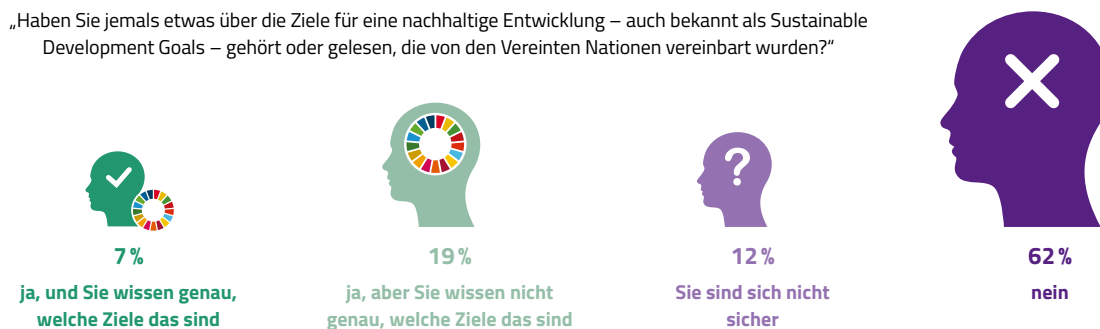 „Haben Sie jemals etwas über die Ziele für eine nachhaltige Entwicklung – auch bekannt als Sustainable
Development Goals – gehört oder gelesen, die von den Vereinten Nationen vereinbart wurden?“
7 %
ja, und Sie wissen genau,
welche Ziele das sind
19 %
ja, aber Sie wissen nicht
genau, welche Ziele das sind
12 %
Sie sind sich nicht
sicher
62 %
nein